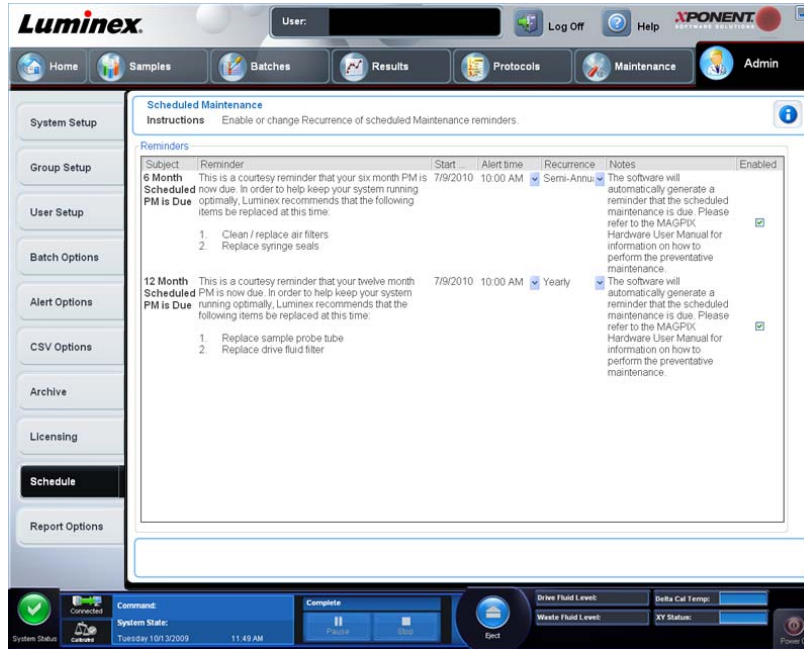 Luminex.
User:
Log Off
Help
XPONENT.
SOFTWARE SOLUTIONS
Home
Samples
Batches
Results
Protocols
Maintenance
Admin
System Setup
Group Setup
User Setup
Batch Options
Alert Options
CSV Options
Archive
Licensing
Schedule
Report Options
Scheduled Maintenance
Instructions Enable or change Recurrence of scheduled Maintenance reminders.
Reminders
Subject Reminder Start ... Alert time Recurrence Notes Enabled
6 Month
Scheduled
PM is Due
This is a courtesy reminder that your six month PM is
now due. In order to help keep your system running
optimally, Luminex recommends that the following
items be replaced at this time:
1. Clean / replace air filters
2. Replace syringe seals
7/9/2010 10:00 AM Semi-Annua
The software will
automatically generate a
reminder that the scheduled
maintenance is due. Please
refer to the MAGPIX
Hardware User Manual for
information on how to
perform the preventative
maintenance.
12 Month
Scheduled
PM is Due
This is a courtesy reminder that your twelve month
PM is now due. In order to help keep your system
running optimally, Luminex recommends that the
following items be replaced at this time:
1. Replace sample probe tube
2. Replace drive fluid filter
7/9/2010 10:00 AM Yearly
The software will
automatically generate a
reminder that the scheduled
maintenance is due. Please
refer to the MAGPIX
Hardware User Manual for
information on how to
perform the preventative
maintenance.
System Status
Connected
Calibrated
Command:
System State:
Tuesday 10/13/2009 11:49 AM
Complete
Pause
Stop
Eject
Drive Fluid Level:
Waste Fluid Level:
Delta Cal Temp:
XY Status:
Power